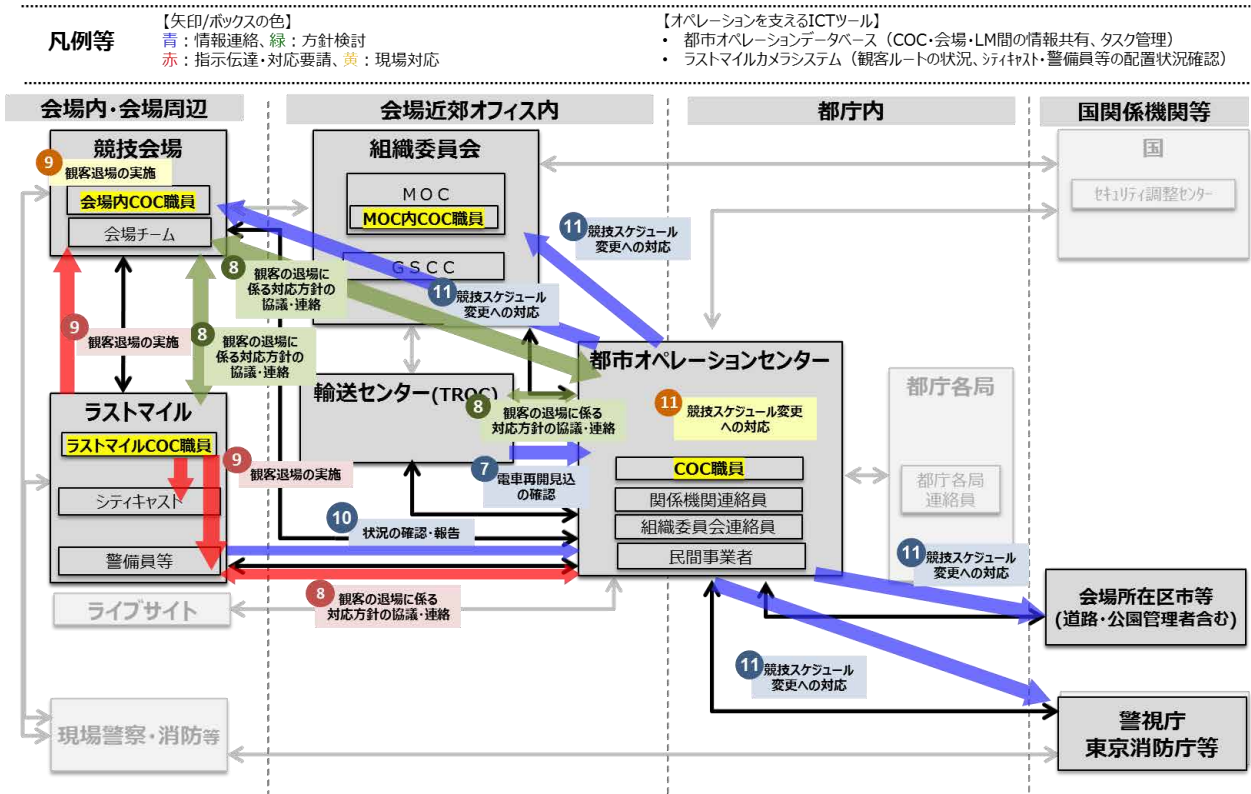 凡例等
【矢印/ボックスの色】
青：情報連絡、緑：方針検討
赤：指示伝達・対応要請、黄：現場対応
【オペレーションを支えるICTツール】
• 都市オペレーションデータベース（COC・会場・LM間の情報共有、タスク管理）
• ラストマイルカメラシステム（観客ルートの状況、シティキャスト・警備員等の配置状況確認）
会場内・会場周辺
会場近郊オフィス内
都庁内
国関係機関等
競技会場
9
観客退場の実施
会場内COC職員
会場チーム
組織委員会
MOC
MOC内COC職員
GSCC
国
セキュリティ調整センター
11
競技スケジュール
変更への対応
8
観客の退場に
係る対応方針の
協議・連絡
11
競技スケジュール
変更への対応
9
観客退場の実施
8
観客の退場に
係る対応方針の
協議・連絡
輸送センター(TROC)
8
観客の退場に係る
対応方針の協議・連絡
7
電車再開見込
の確認
都市オペレーションセンター
11
競技スケジュール変更
への対応
COC職員
関係機関連絡員
組織委員会連絡員
民間事業者
都庁各局
都庁各局
連絡員
ラストマイル
ラストマイルCOC職員
9
観客退場の実施
シティキャスト
警備員等
10
状況の確認・報告
8
観客の退場に係る
対応方針の協議・連絡
ライブサイト
11
競技スケジュール
変更への対応
会場所在区市等
(道路・公園管理者含む)
11
競技スケジュール
変更への対応
現場警察・消防等
警視庁
東京消防庁等